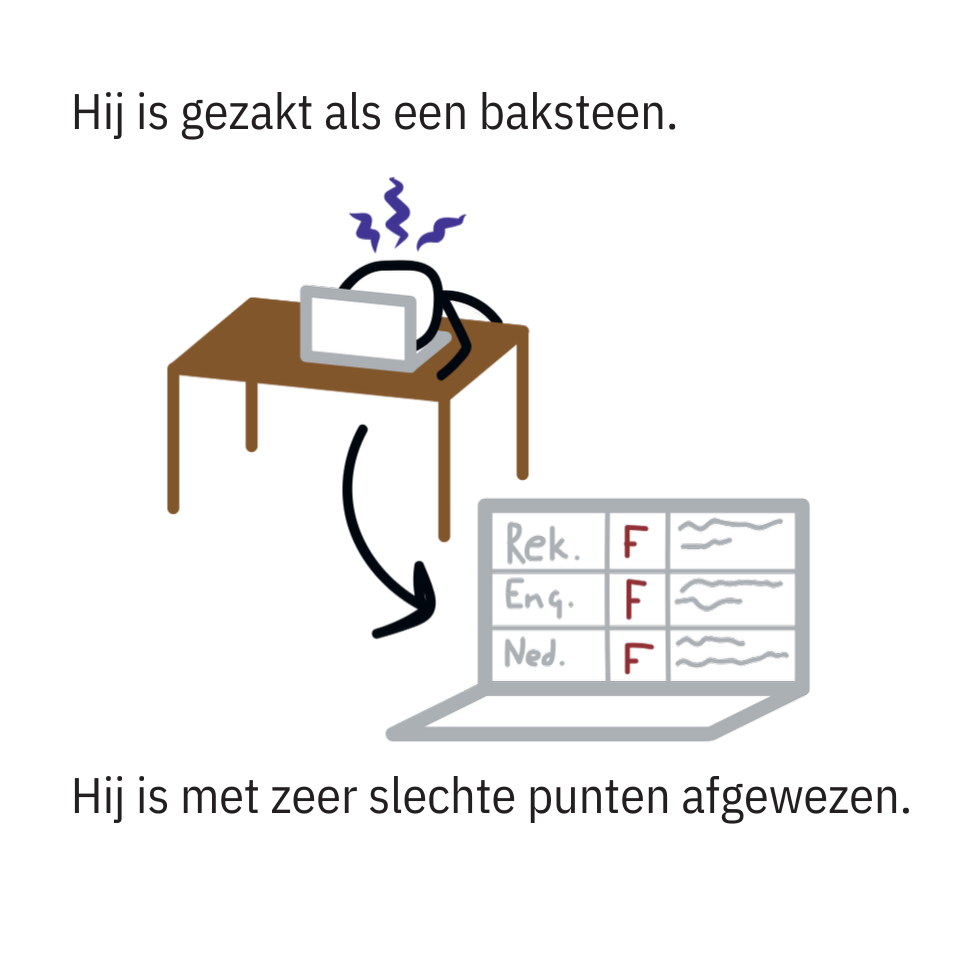 Hij is gezakt als een baksteen.
Rek. F
Eng. F
Ned. F
Hij is met zeer slechte punten afgewezen.